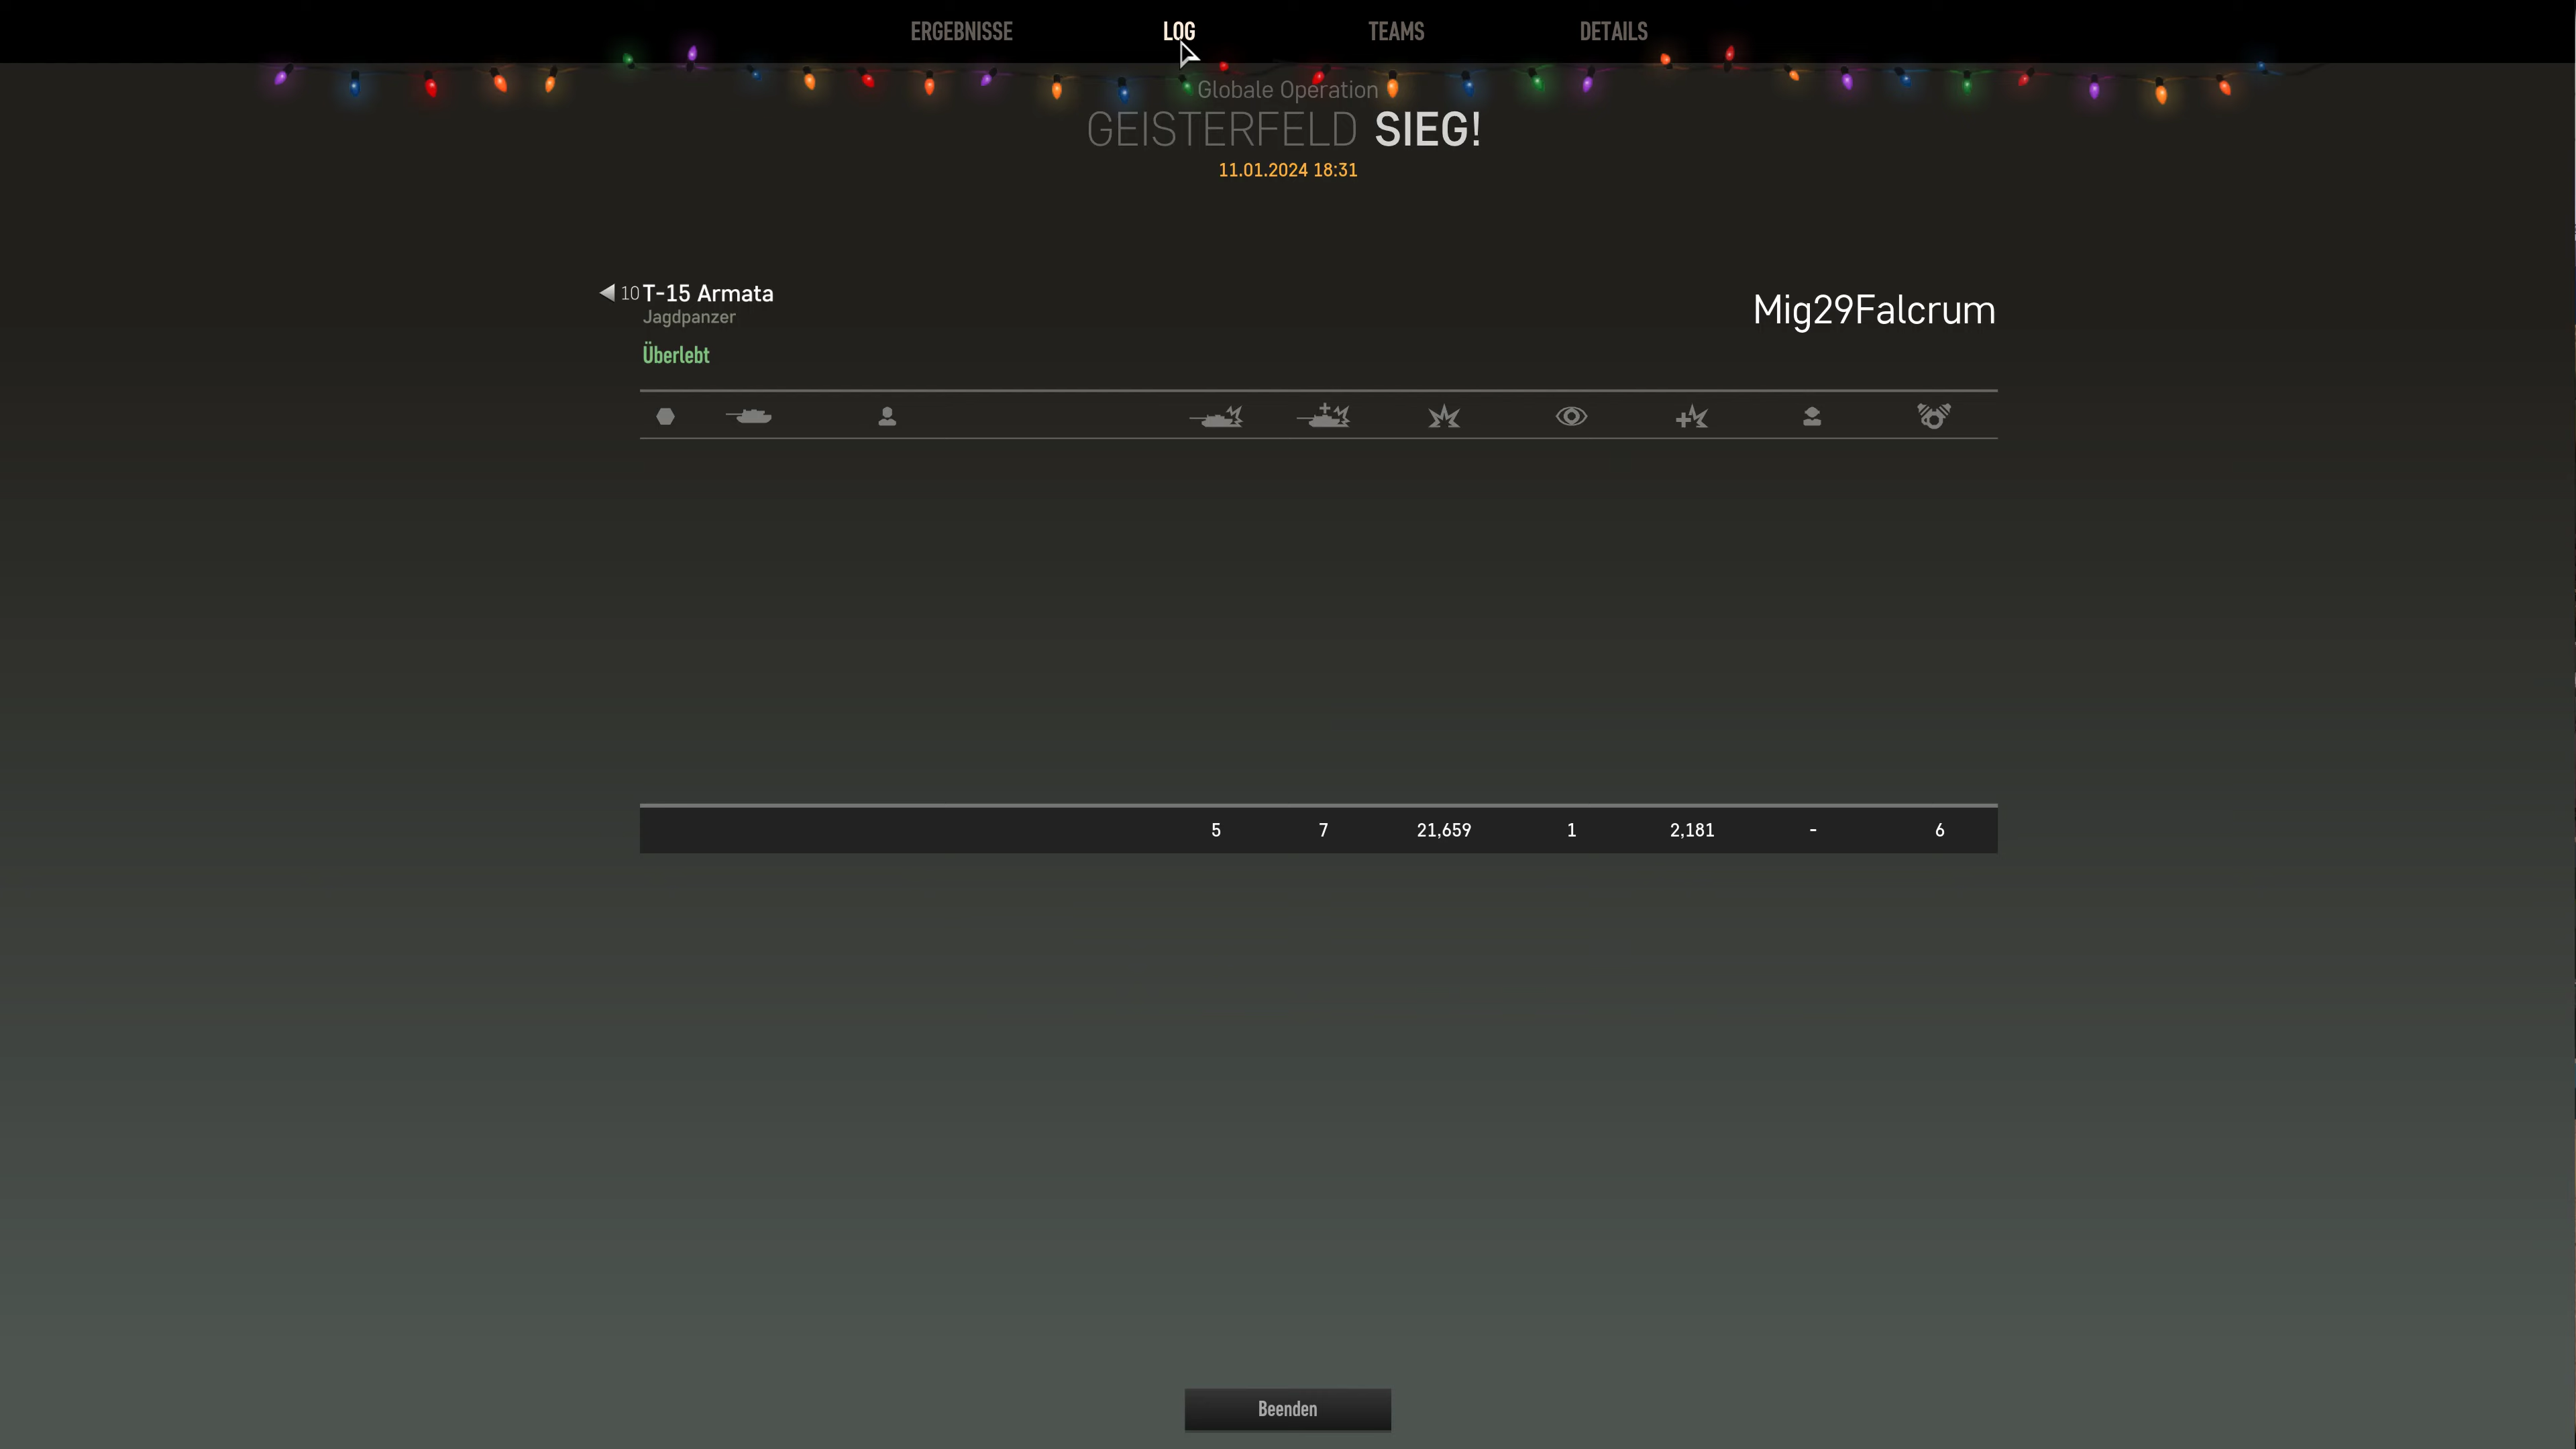 ERGEBNISSE LOG TEAMS DETAILS
Globale Operation
GEISTERFELD SIEG!
11.01.2024 18:31
10 T-15 Armata
Jagdpanzer
Mig29Falcrum
Überlebt
5 7 21,659 1 2,181 - 6
Beenden